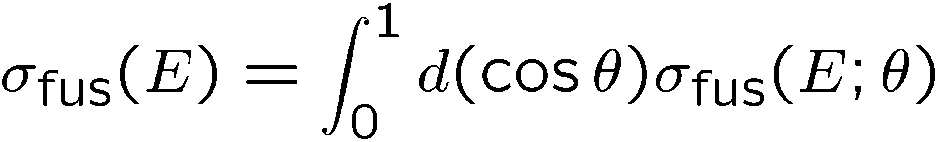 σ_fus(E) = ∫_0^1 d(cos θ)σ_fus(E; θ)